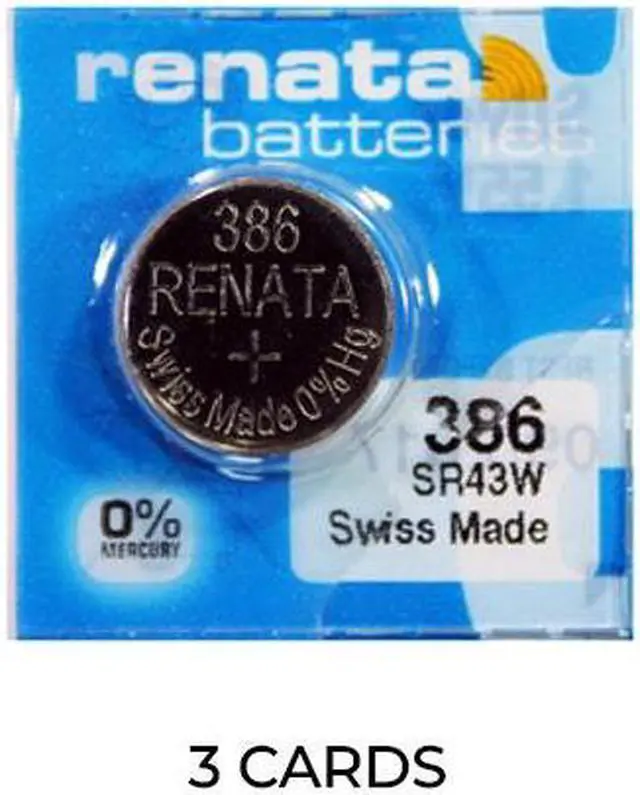 renata
batteries
386
RENATA
+
Swiss Made 0% Hg
386
SR43W
Swiss Made
0%
MERCURY
3 CARDS